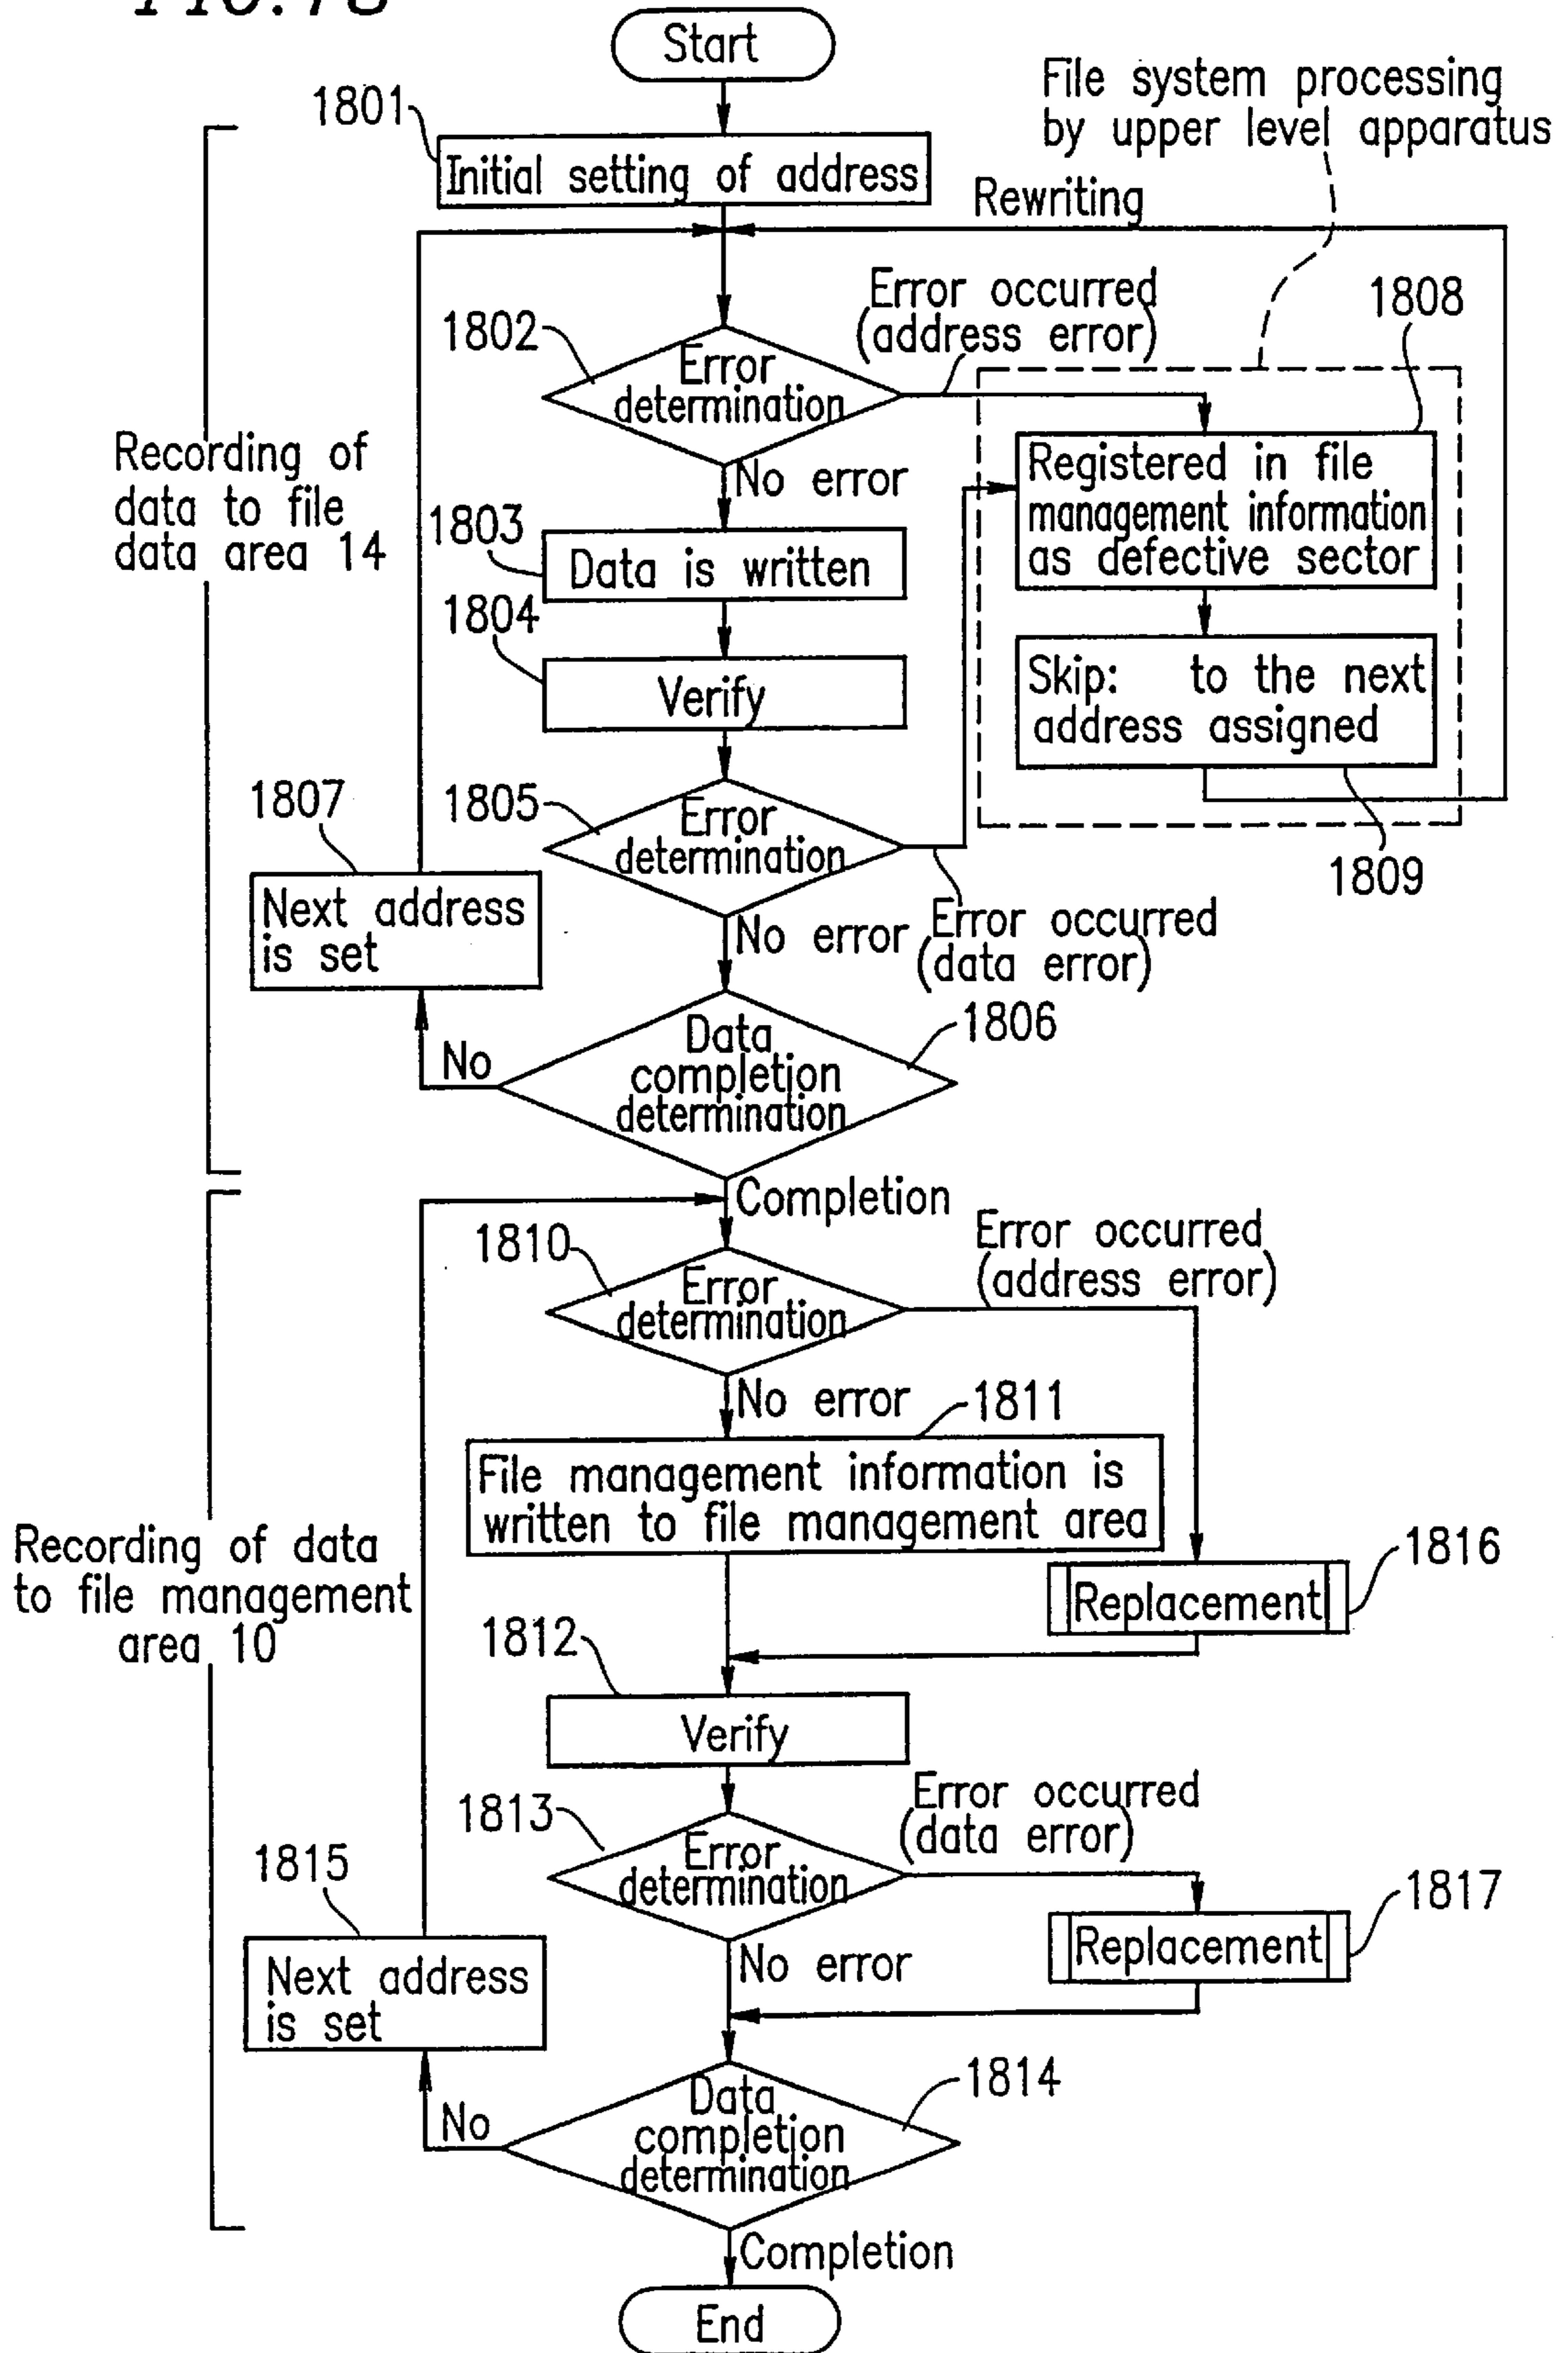 Start
File system processing
by upper level apparatus
1801
Initial setting of address
Rewriting
Error occurred
(address error)
1808
1802
Error
determination
Recording of
data to file
data area 14
No error
Registered in file
management information
as defective sector
1803
Data is written
1804
Verify
Skip: to the next
address assigned
1807
1805
Error
determination
1809
Next address
is set
No error
Error occurred
(data error)
1806
Data
completion
determination
No
Completion
1810
Error occurred
(address error)
Error
determination
No error
1811
File management information is
written to file management area
Recording of data
to file management
area 10
1816
Replacement
1812
Verify
Error occurred
(data error)
1813
Error
determination
1815
1817
Replacement
No error
Next address
is set
1814
Data
completion
determination
No
Completion
End